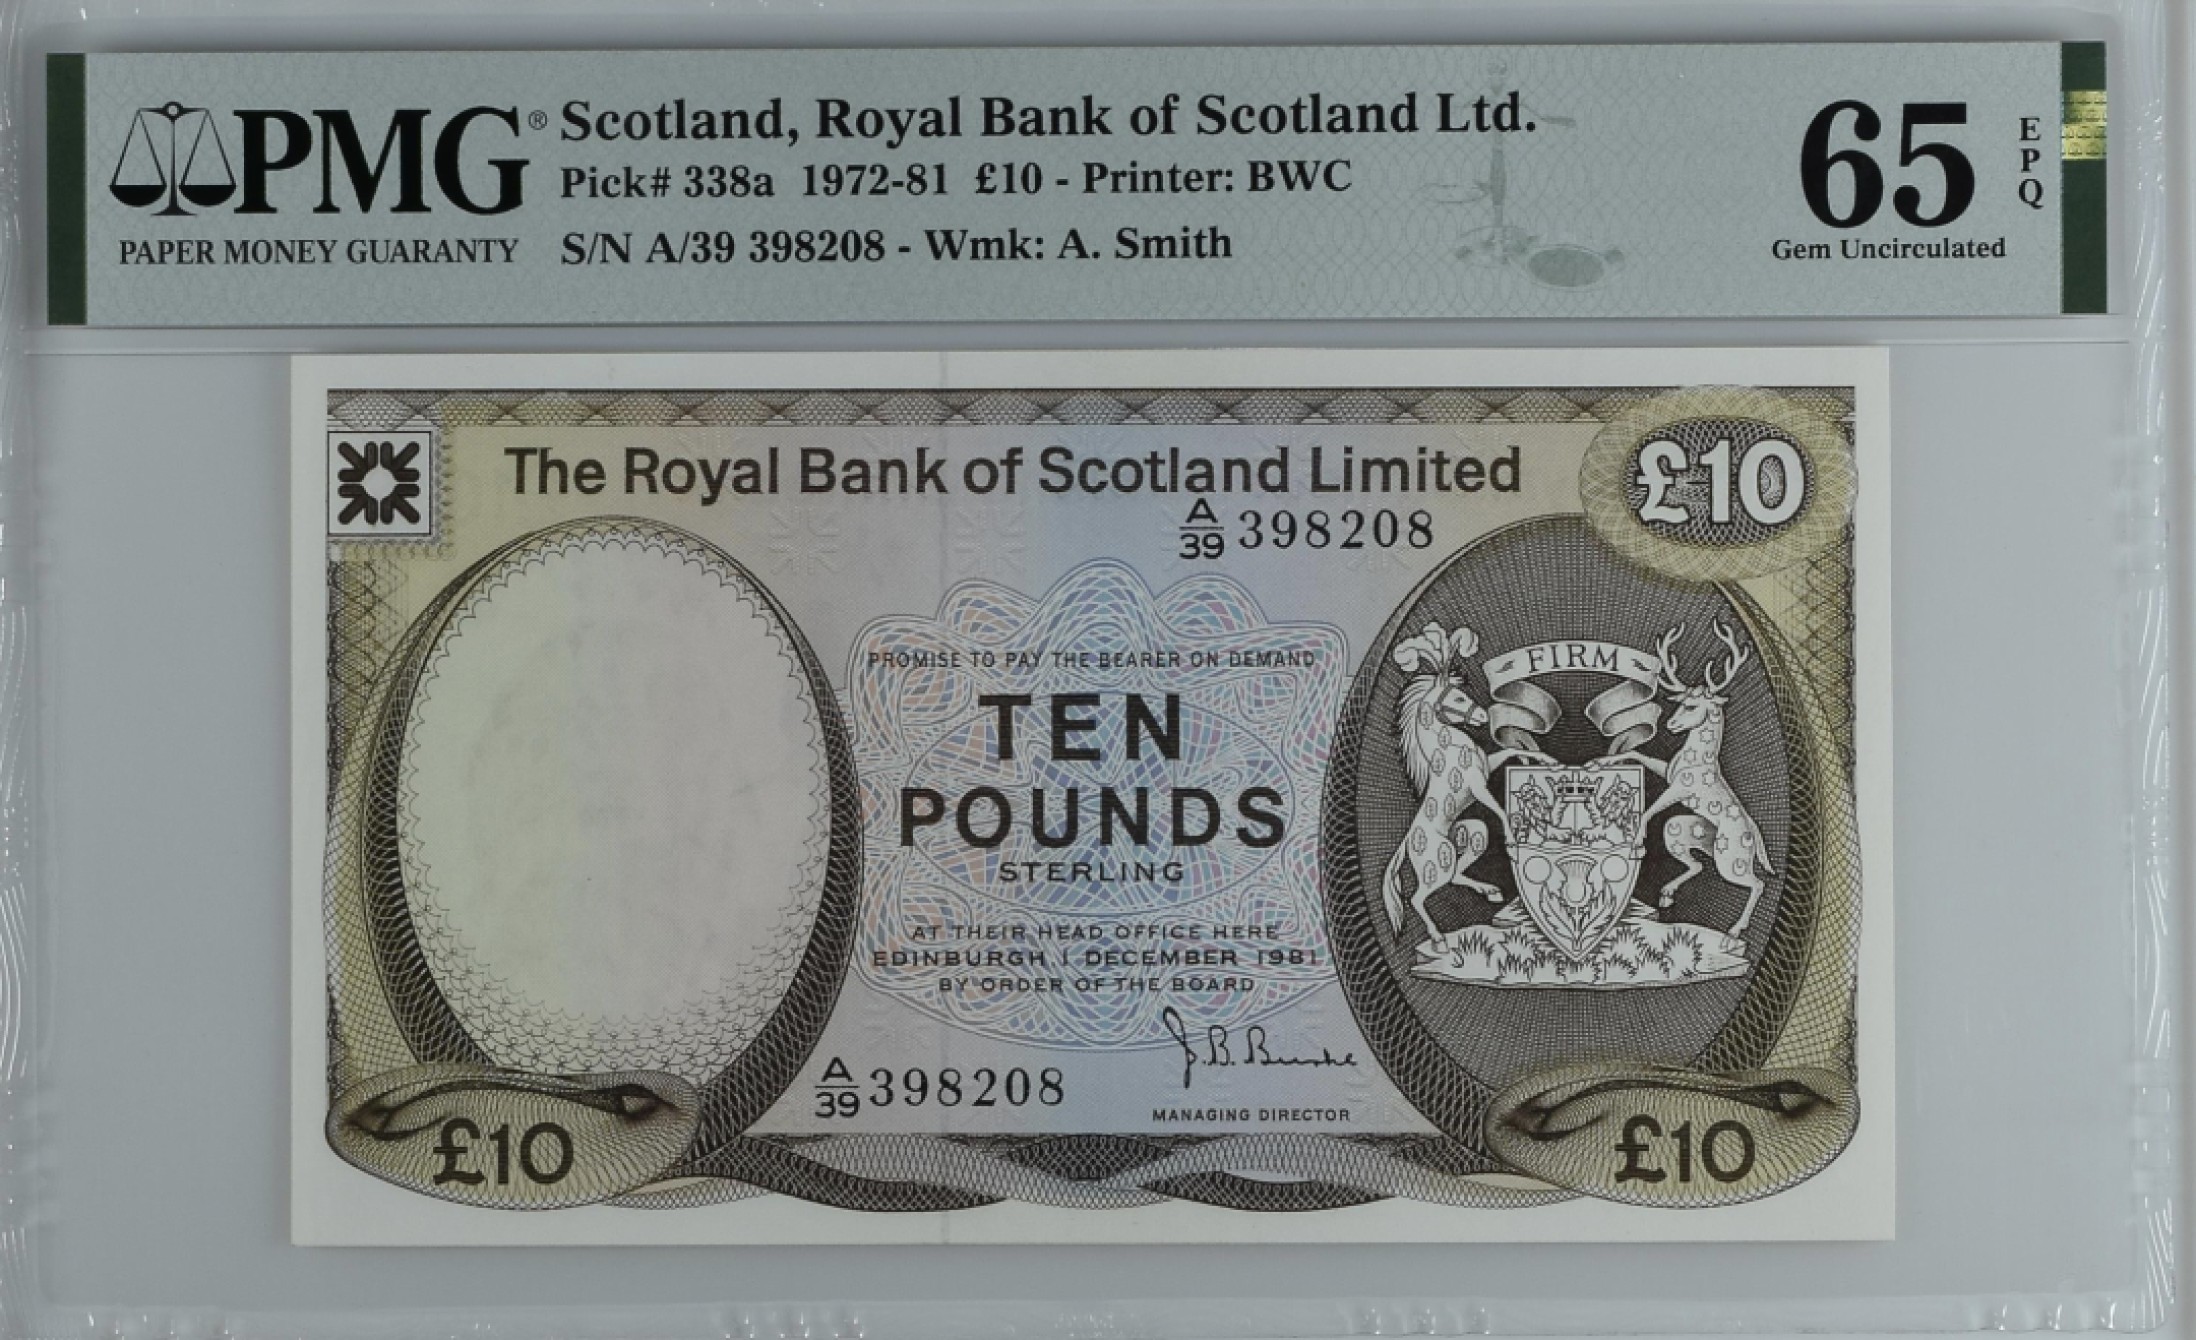 PMG® Scotland, Royal Bank of Scotland Ltd.
Pick# 338a 1972-81 £10 - Printer: BWC
PAPER MONEY GUARANTY
S/N A/39 398208 - Wmk: A. Smith
65 EPQ
Gem Uncirculated
The Royal Bank of Scotland Limited
£10
A/39 398208
FIRM
PROMISE TO PAY THE BEARER ON DEMAND
TEN
POUNDS
STERLING
AT THEIR HEAD OFFICE HERE
EDINBURGH 1 DECEMBER 1981
BY ORDER OF THE BOARD
J. B. Burke
A/39 398208
MANAGING DIRECTOR
£10
£10